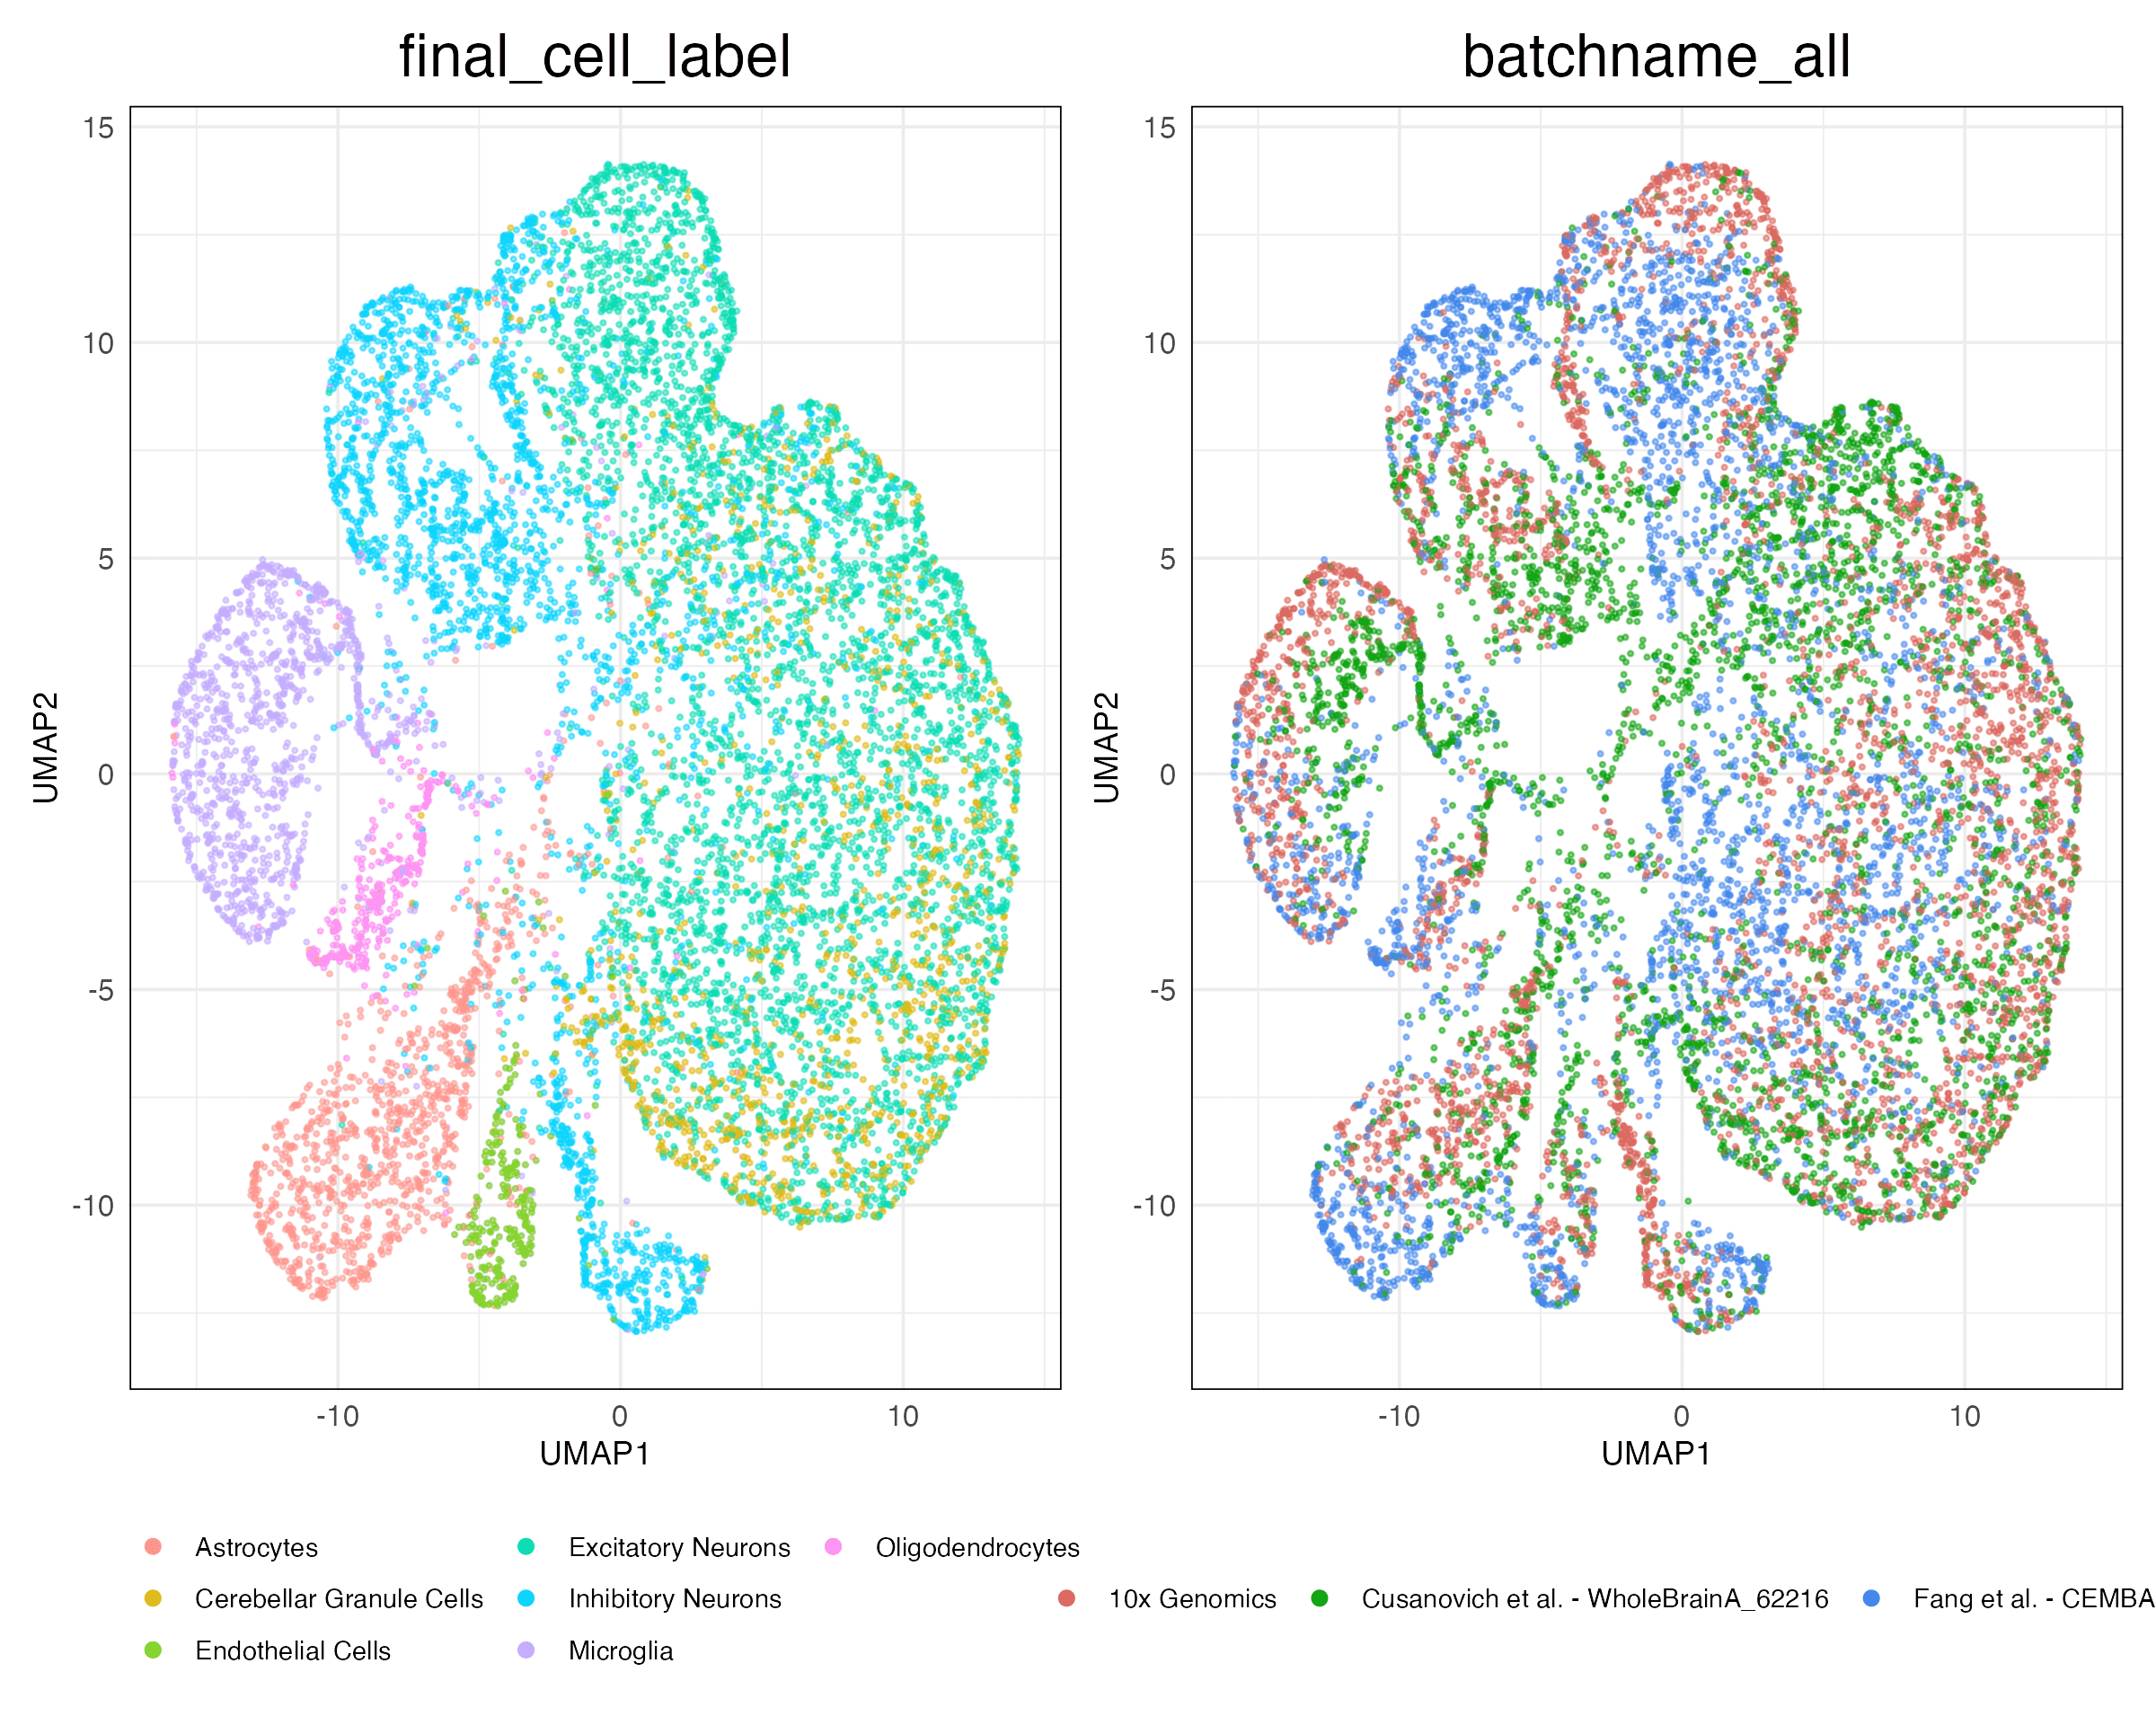 final_cell_label
batchname_all
15
10
5
0
-5
-10
UMAP2
-10
0
10
UMAP1
15
10
5
0
-5
-10
UMAP2
-10
0
10
UMAP1
Astrocytes
Excitatory Neurons
Oligodendrocytes
Cerebellar Granule Cells
Inhibitory Neurons
Endothelial Cells
Microglia
10x Genomics
Cusanovich et al. - WholeBrainA_62216
Fang et al. - CEMBA